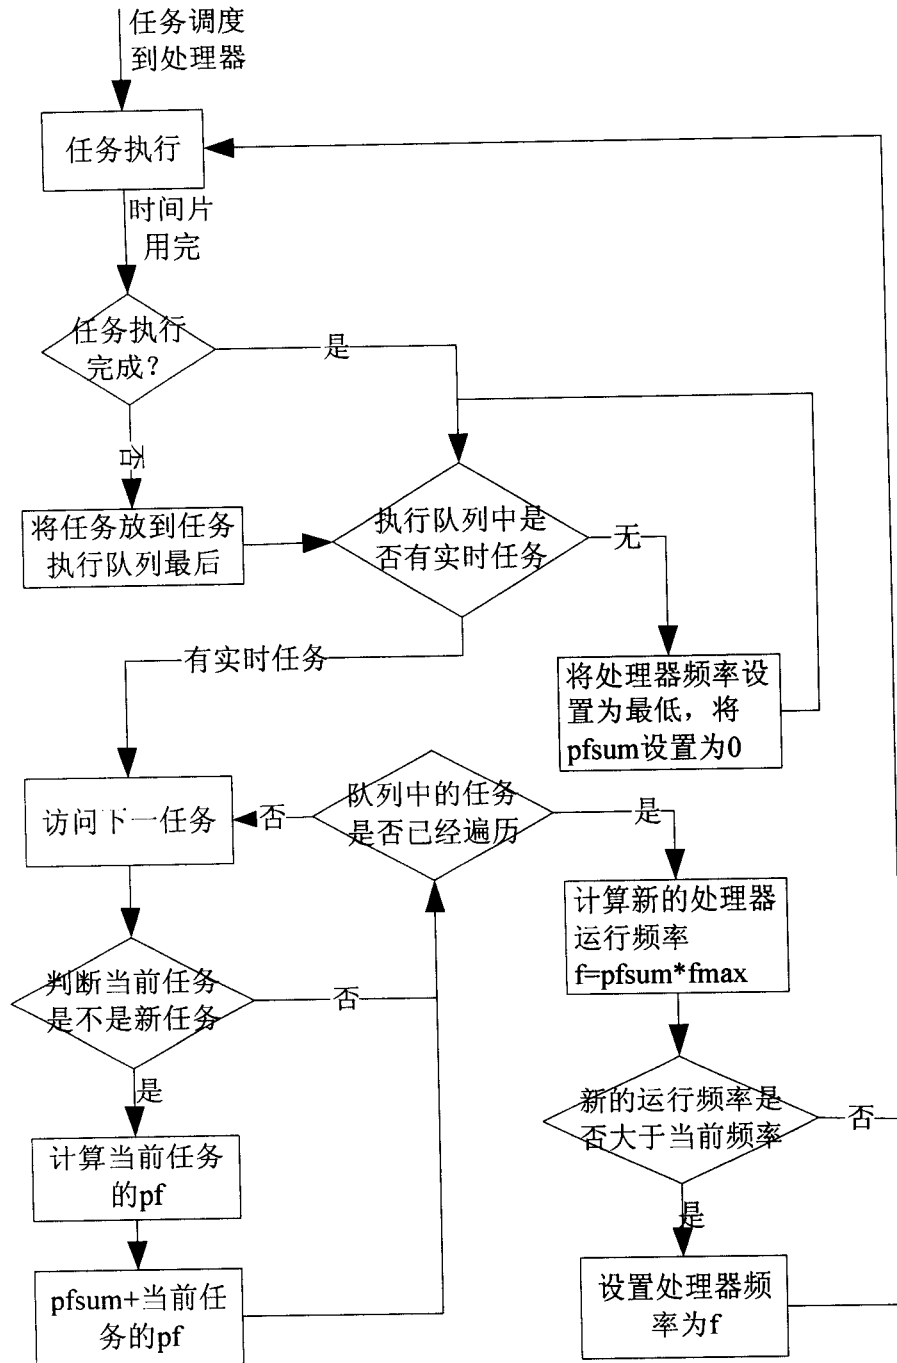 任务调度
到处理器
任务执行
时间片
用完
任务执行
完成?
是
否
将任务放到任务
执行队列最后
执行队列中是
否有实时任务
无
有实时任务
将处理器频率设
置为最低，将
pfsum设置为0
访问下一任务
否
队列中的任务
是否已经遍历
是
计算新的处理器
运行频率
f=pfsum*fmax
判断当前任务
是不是新任务
否
是
新的运行频率是
否大于当前频率
否
计算当前任务
的pf
是
pfsum+当前任
务的pf
设置处理器频
率为f